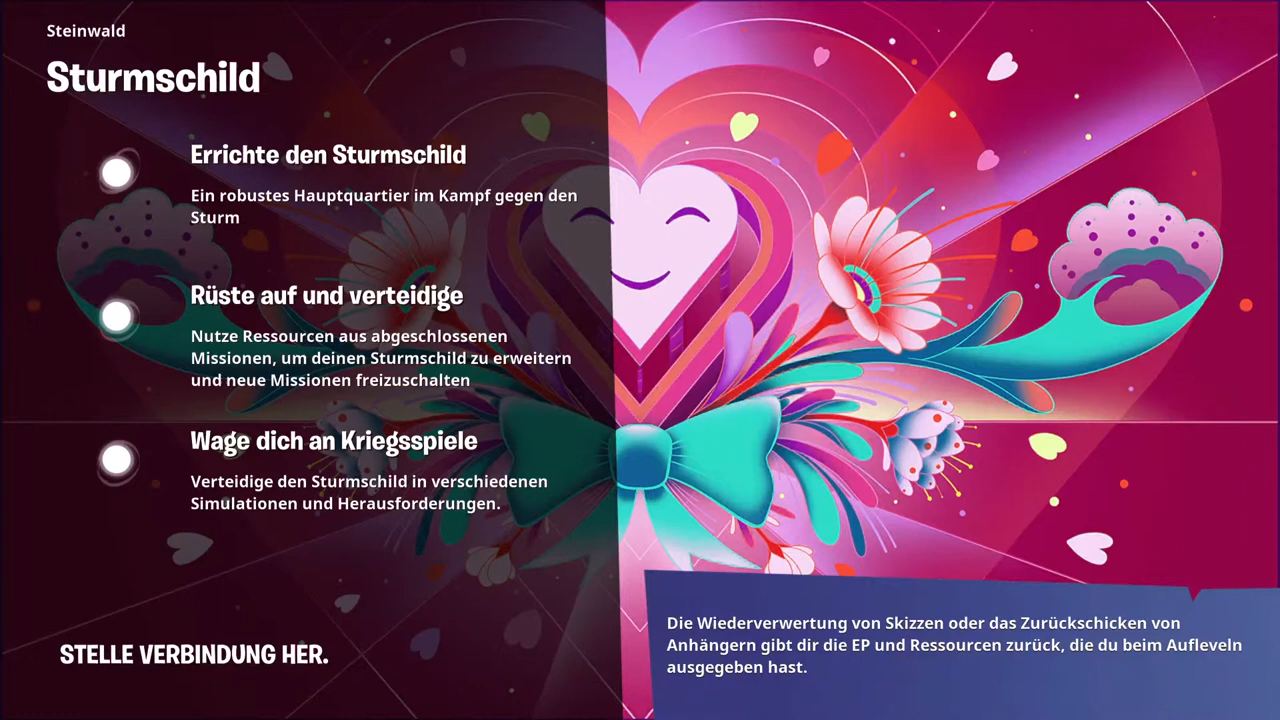 Steinwald
Sturmschild
Errichte den Sturmschild
Ein robustes Hauptquartier im Kampf gegen den
Sturm
Rüste auf und verteidige
Nutze Ressourcen aus abgeschlossenen
Missionen, um deinen Sturmschild zu erweitern
und neue Missionen freizuschalten
Wage dich an Kriegsspiele
Verteidige den Sturmschild in verschiedenen
Simulationen und Herausforderungen.
STELLE VERBINDUNG HER.
Die Wiederverwertung von Skizzen oder das Zurückschicken von
Anhängern gibt dir die EP und Ressourcen zurück, die du beim Aufleveln
ausgegeben hast.